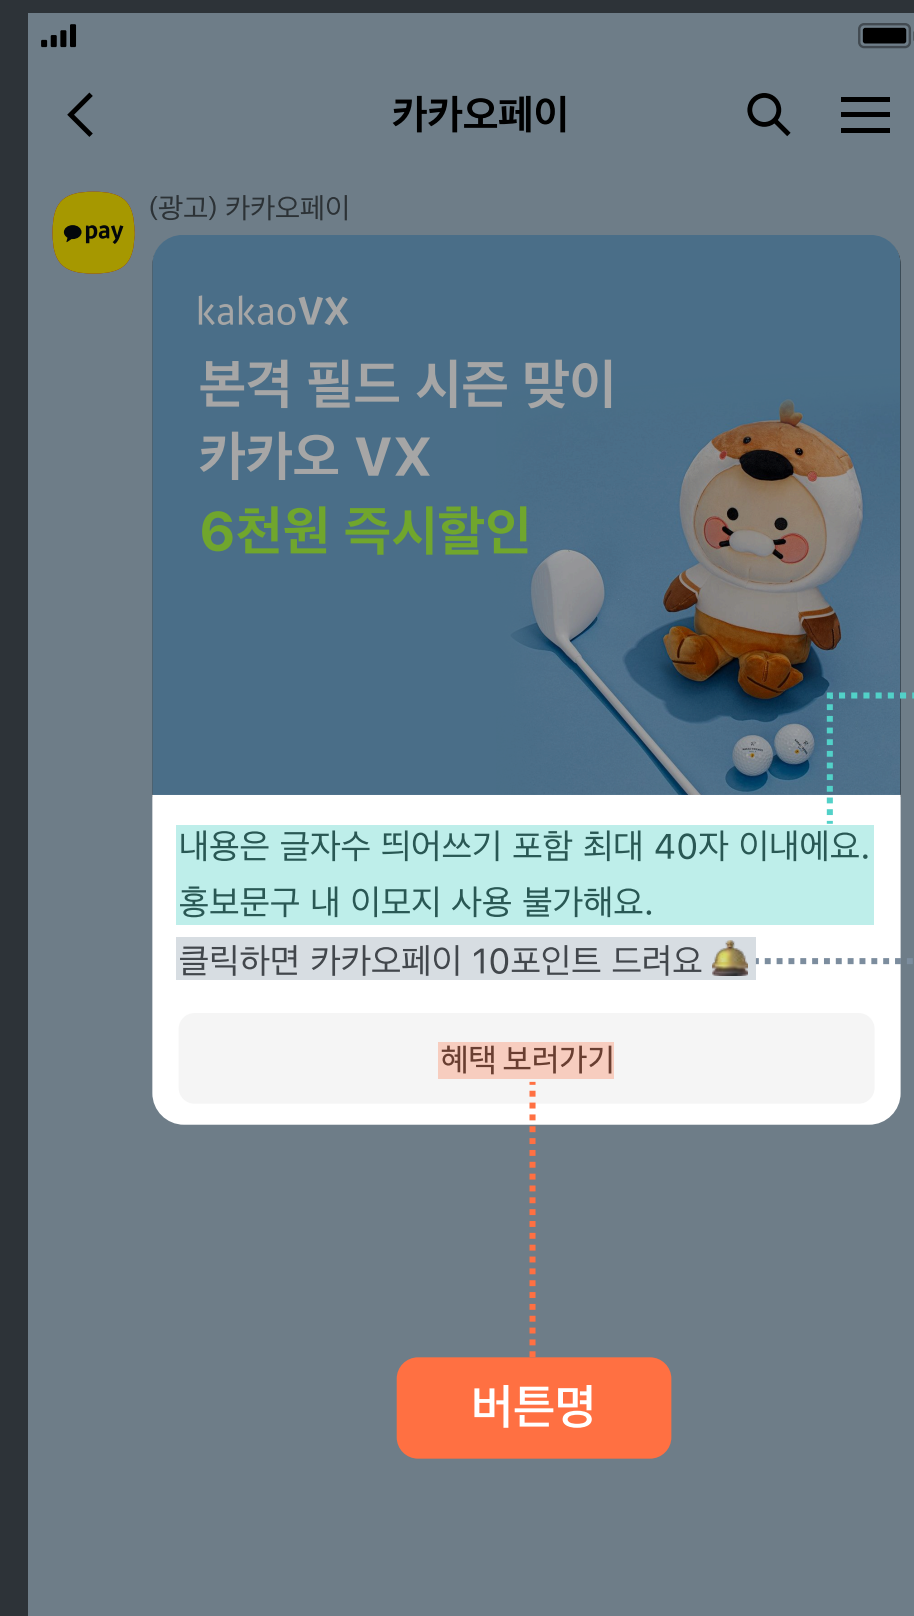 카카오페이
pay
(광고) 카카오페이
kakaoVX
본격 필드 시즌 맞이
카카오 VX
6천원 즉시할인
내용은 글자수 띄어쓰기 포함 최대 40자 이내에요.
홍보문구 내 이모지 사용 불가해요.
클릭하면 카카오페이 10포인트 드려요
혜택 보러가기
버튼명